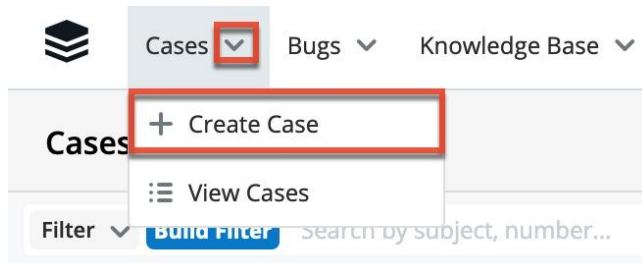 Cases Bugs Knowledge Base
Create Case
Cases
View Cases
Filter Build Filter Search by subject, number...